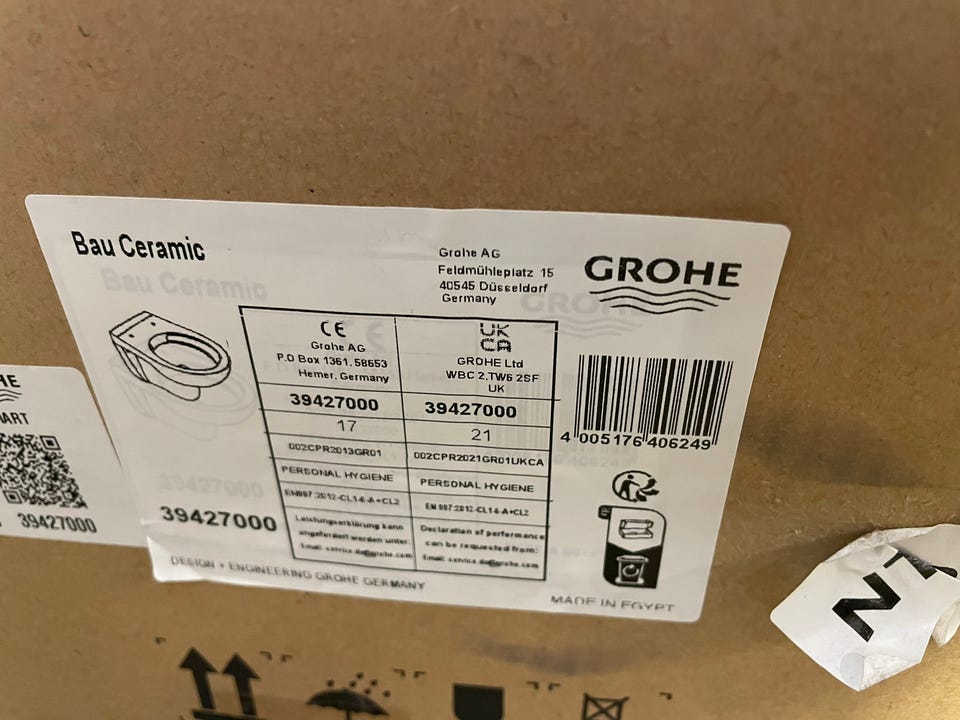 Bau Ceramic
Grohe AG
Feldmühleplatz 15
40545 Düsseldorf
Germany
GROHE
CE
Grohe AG
P.O Box 1361, 58653
Hemer, Germany
39427000
17
002CPR2013GR01
PERSONAL HYGIENE
EN997:2012-CL1-6-A+CL2
Leistungserklärung kann
angefordert werden unter:
UK
CA
GROHE Ltd
WBC 2,TW6 2SF
UK
39427000
21
002CPR2021GR01UKCA
PERSONAL HYGIENE
EN 997:2012-CL1-6-A+CL2
Declaration of performance
can be requested from:
4 005176 406249
39427000
DESIGN + ENGINEERING GROHE GERMANY
MADE IN EGYPT
HE
ART
39427000
N